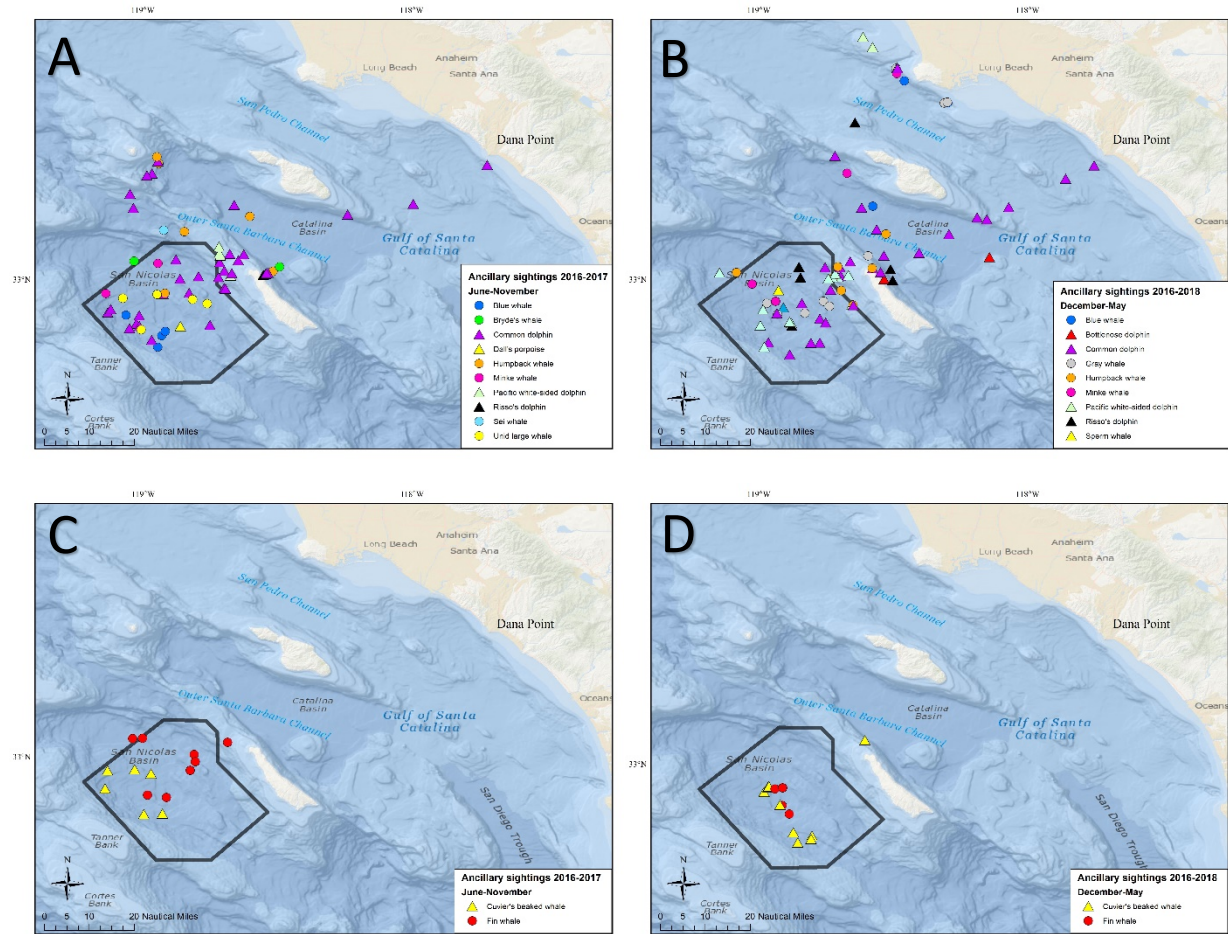 119°W
118°W
A
Long Beach
Anaheim
Santa Ana
San Pedro Channel
Dana Point
Outer Santa Barbara Channel
Catalina
Basin
Gulf of Santa
Catalina
Oceans
33°N
San Nicolas
Basin
Tanner
Bank
N
Cortes
Bank
0 5 10 20 Nautical Miles
Ancillary sightings 2016-2017
June-November
Blue whale
Bryde's whale
Common dolphin
Dall's porpoise
Humpback whale
Minke whale
Pacific white-sided dolphin
Risso's dolphin
Sei whale
Unid large whale
119°W
118°W
B
Long Beach
Anaheim
Santa Ana
San Pedro Channel
Dana Point
Outer Santa Barbara Channel
Catalina
Basin
Gulf of Santa
Catalina
Oceans
33°N
San Nicolas
Basin
Tanner
Bank
N
Cortes
Bank
0 5 10 20 Nautical Miles
Ancillary sightings 2016-2018
December-May
Blue whale
Bottlenose dolphin
Common dolphin
Gray whale
Humpback whale
Minke whale
Pacific white-sided dolphin
Risso's dolphin
Sperm whale
119°W
118°W
C
Long Beach
Anaheim
Santa Ana
San Pedro Channel
Dana Point
Outer Santa Barbara Channel
Catalina
Basin
Gulf of Santa
Catalina
Oceans
San Nicolas
Basin
San Diego Trough
Tanner
Bank
N
Cortes
Bank
0 5 10 20 Nautical Miles
Ancillary sightings 2016-2017
June-November
Cuvier's beaked whale
Fin whale
119°W
118°W
D
Long Beach
Anaheim
Santa Ana
San Pedro Channel
Dana Point
Outer Santa Barbara Channel
Catalina
Basin
Gulf of Santa
Catalina
Oceans
33°N
San Nicolas
Basin
San Diego Trough
Tanner
Bank
N
Cortes
Bank
0 5 10 20 Nautical Miles
Ancillary sightings 2016-2018
December-May
Cuvier's beaked whale
Fin whale